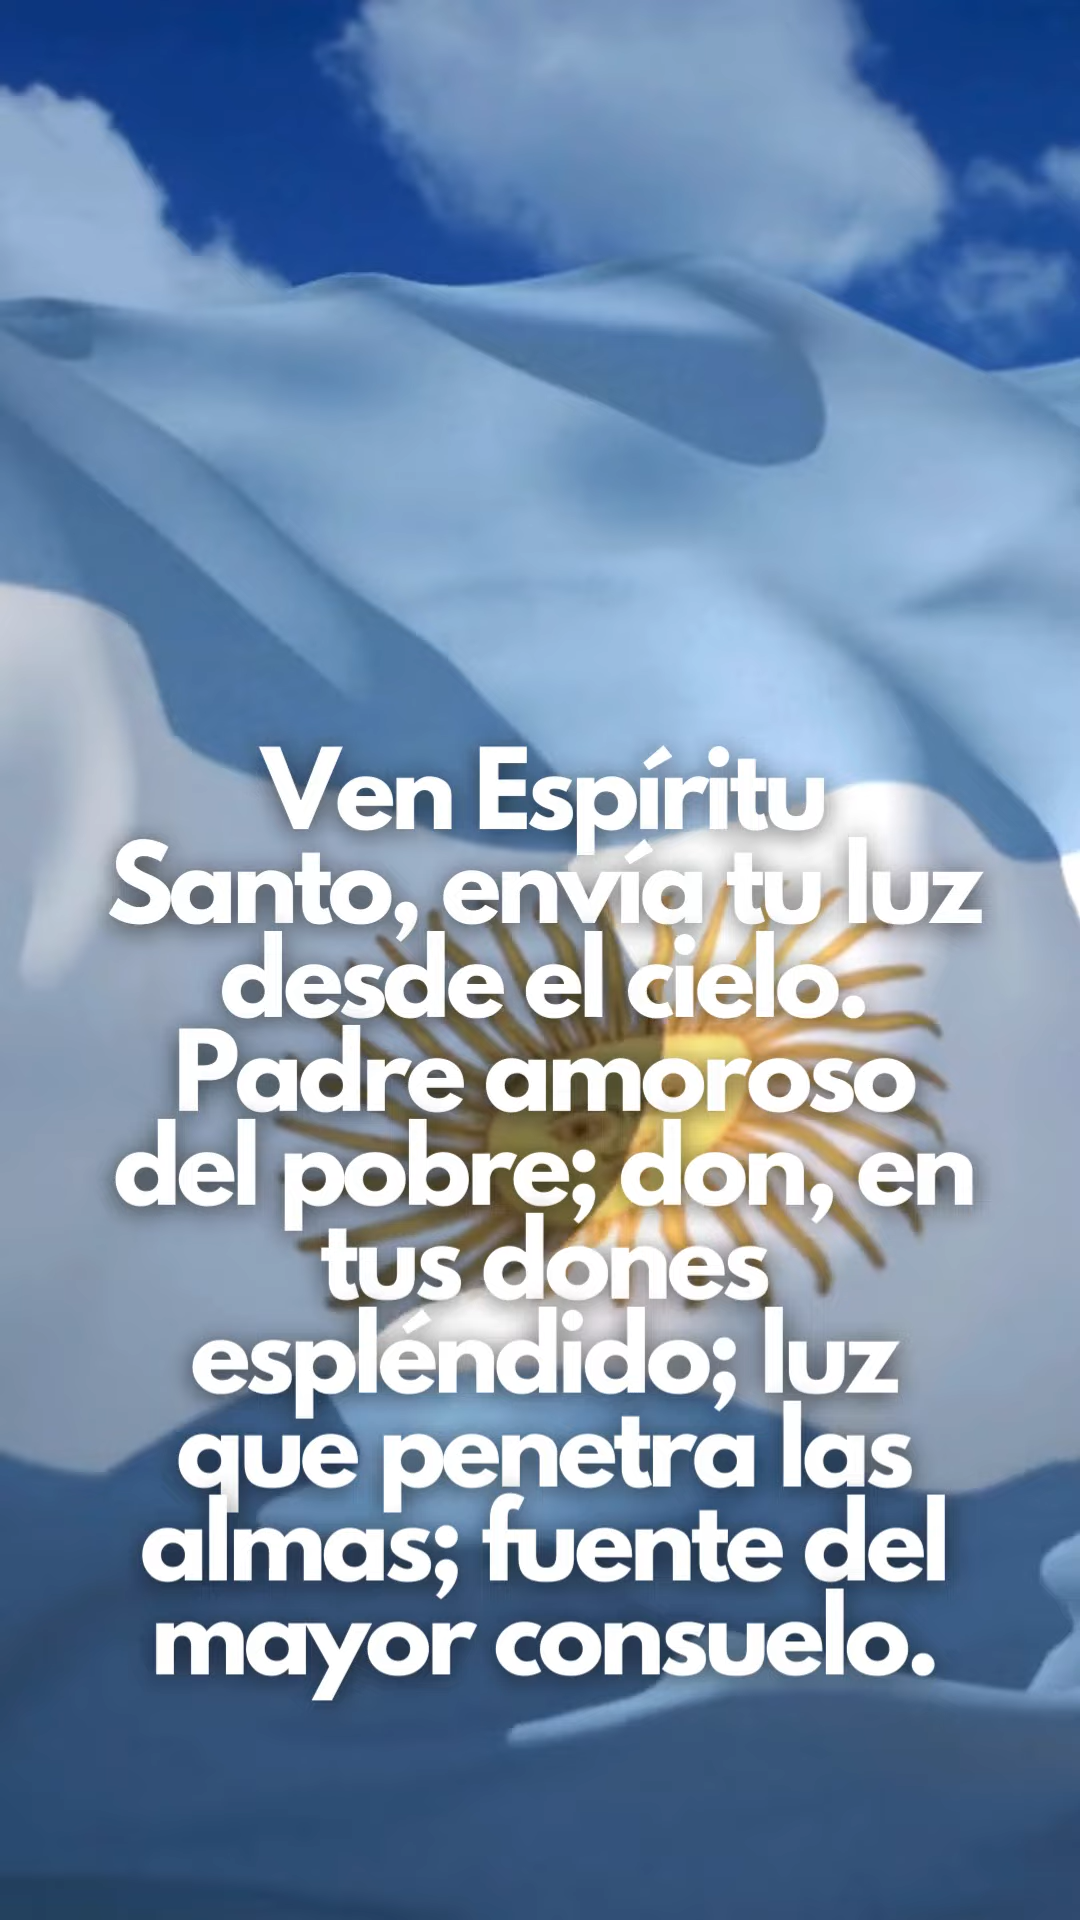 Ven Espíritu
Santo, envía tu luz
desde el cielo.
Padre amoroso
del pobre; don, en
tus dones
espléndido; luz
que penetra las
almas; fuente del
mayor consuelo.